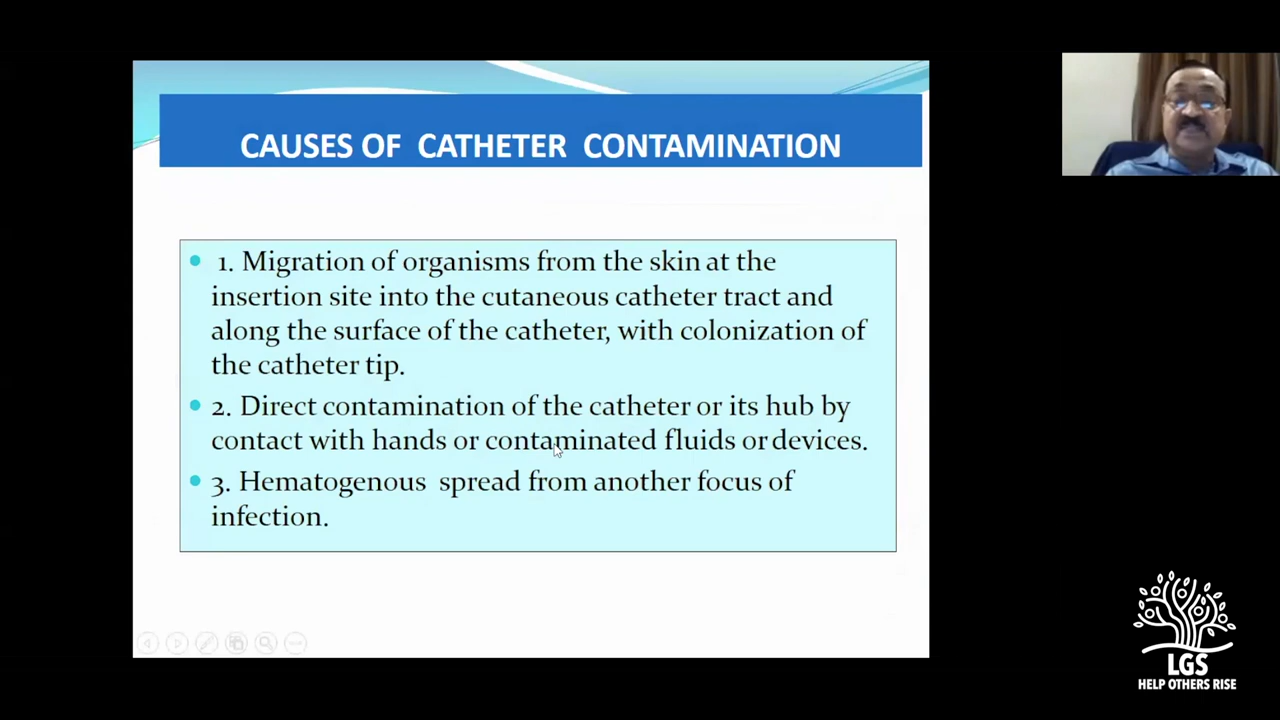 CAUSES OF CATHETER CONTAMINATION
1. Migration of organisms from the skin at the
insertion site into the cutaneous catheter tract and
along the surface of the catheter, with colonization of
the catheter tip.
2. Direct contamination of the catheter or its hub by
contact with hands or contaminated fluids or devices.
3. Hematogenous spread from another focus of
infection.
LGS
HELP OTHERS RISE